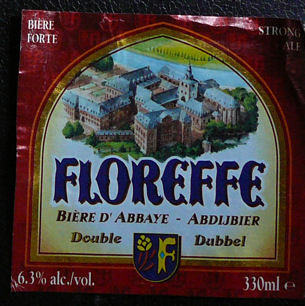 BIÈRE
FORTE
STRONG
ALE
FLOREFFE
BIÈRE D'ABBAYE - ABDIJBIER
Double Dubbel
F
6.3% alc./vol. 330ml e